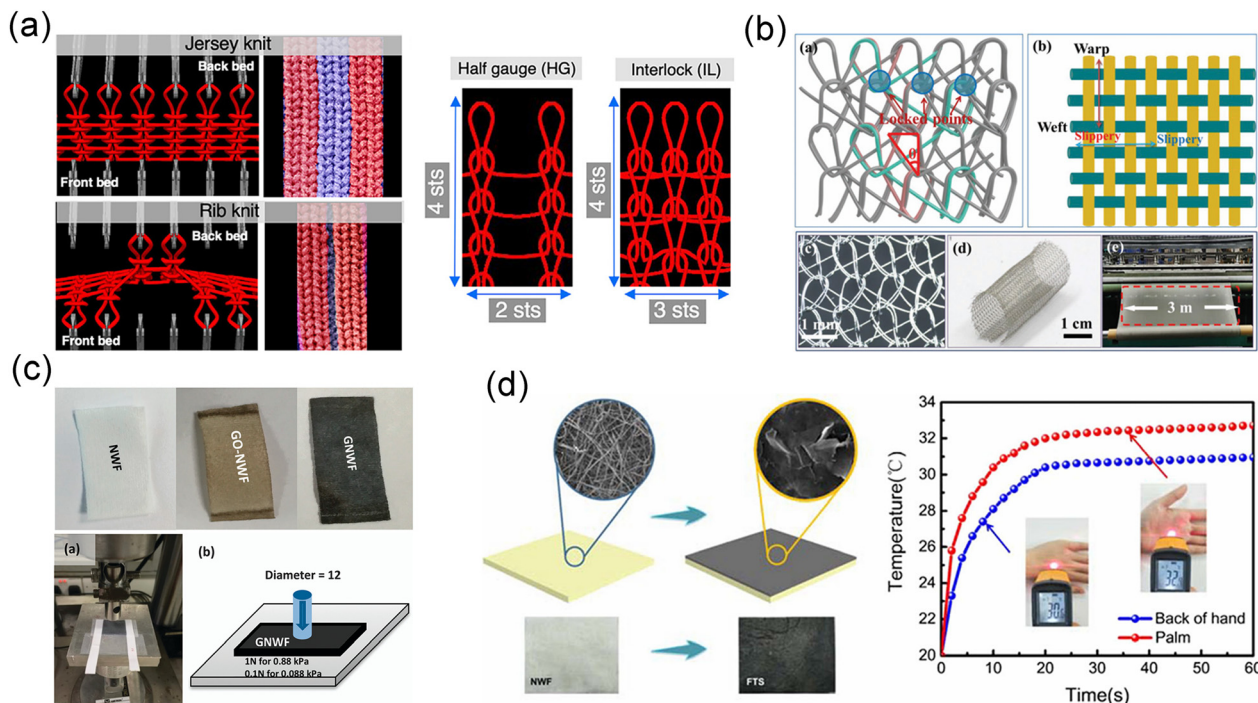 (a)
Jersey knit
Back bed
Front bed
Rib knit
Back bed
Front bed
Half gauge (HG)
4 sts
2 sts
Interlock (IL)
4 sts
3 sts
(b)
(a)
Locked points
θ
(b)
Warp
Weft
Slippery
Slippery
(c)
1 mm
(d)
1 cm
(e)
3 m
(c)
NWF
GO-NWF
GNWF
(a)
(b)
Diameter = 12
GNWF
1N for 0.88 kPa
0.1N for 0.088 kPa
(d)
NWF
FTS
Temperature(℃)
34
32
30
28
26
24
22
20
0
10
20
30
40
50
60
Time(s)
Back of hand
Palm